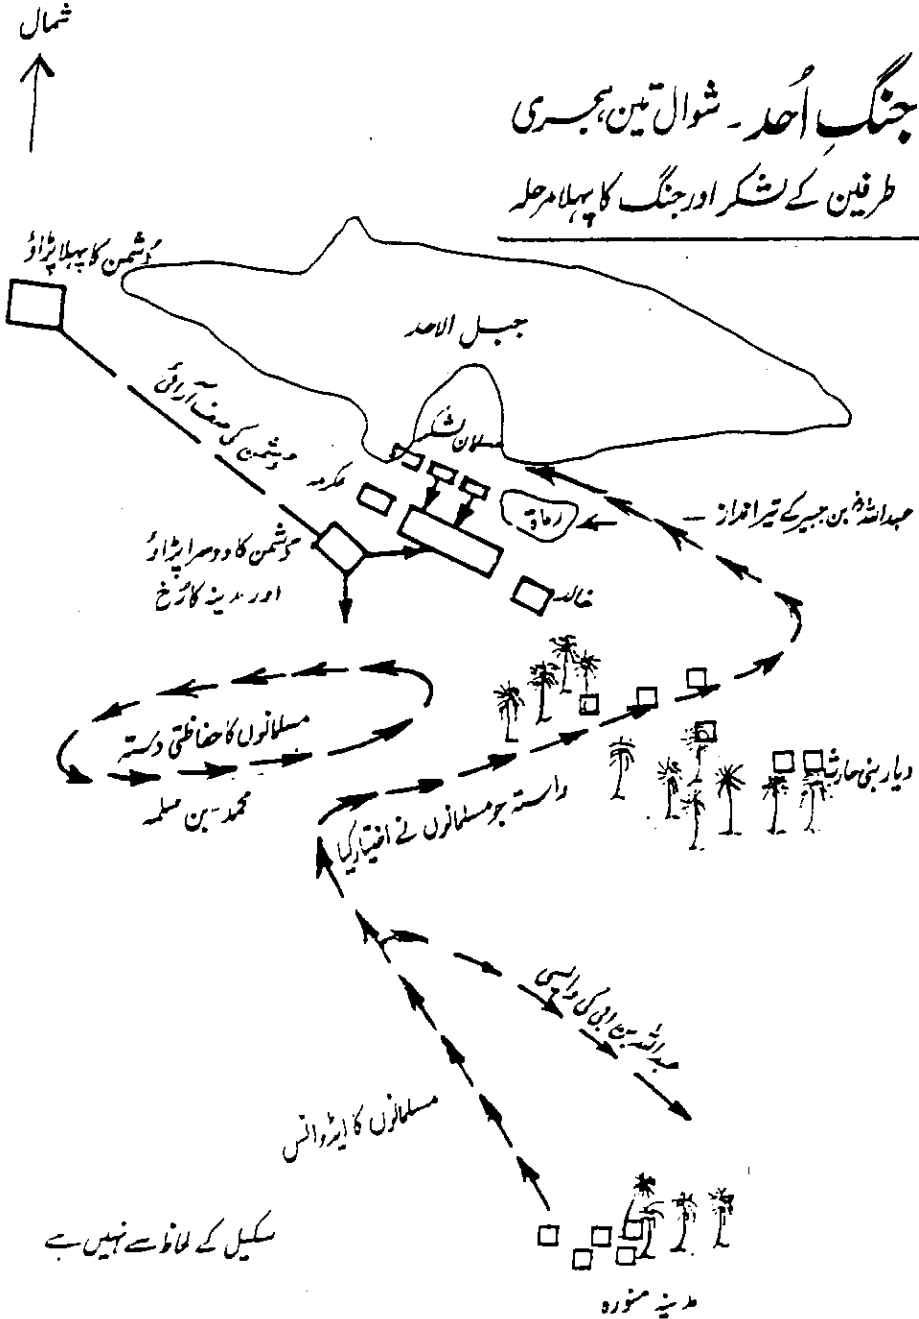 شمال
جنگِ اُحد ۔ شوال تین ہجری
طرفین کے لشکر اور جنگ کا پہلا مرحلہ
دُشمن کا پہلا پڑاؤ
جبل الاحد
دشمن کی صف آرائی
مسلمان لشکر
عکرمہ
رماۃ
عبداللہؓ بن جبیر کے تیر انداز
دُشمن کا دوسرا پڑاؤ
اور مدینہ کا رُخ
خالد
مسلمانوں کا حفاظتی دستہ
محمد بن مسلمہ
دیار بنی حارثہ
راستہ جو مسلمانوں نے اختیار کیا
عبداللہ بن ابی کی واپسی
مسلمانوں کا ایڈوانس
سکیل کے لحاظ سے نہیں ہے
مدینہ منورہ